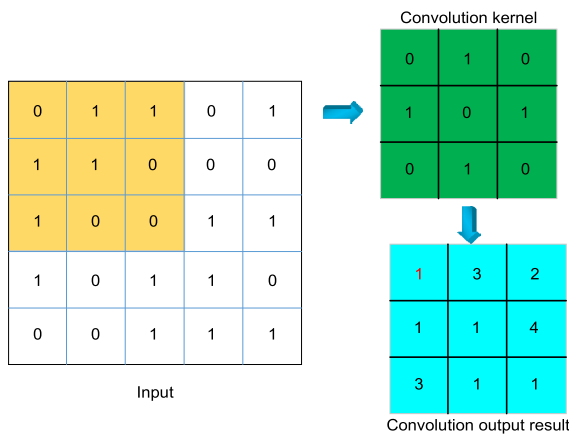 Convolution kernel
0 1 0
1 0 1
0 1 0
0 1 1 0 1
1 1 0 0 0
1 0 0 1 1
1 0 1 1 0
0 0 1 1 1
Input
1 3 2
1 1 4
3 1 1
Convolution output result